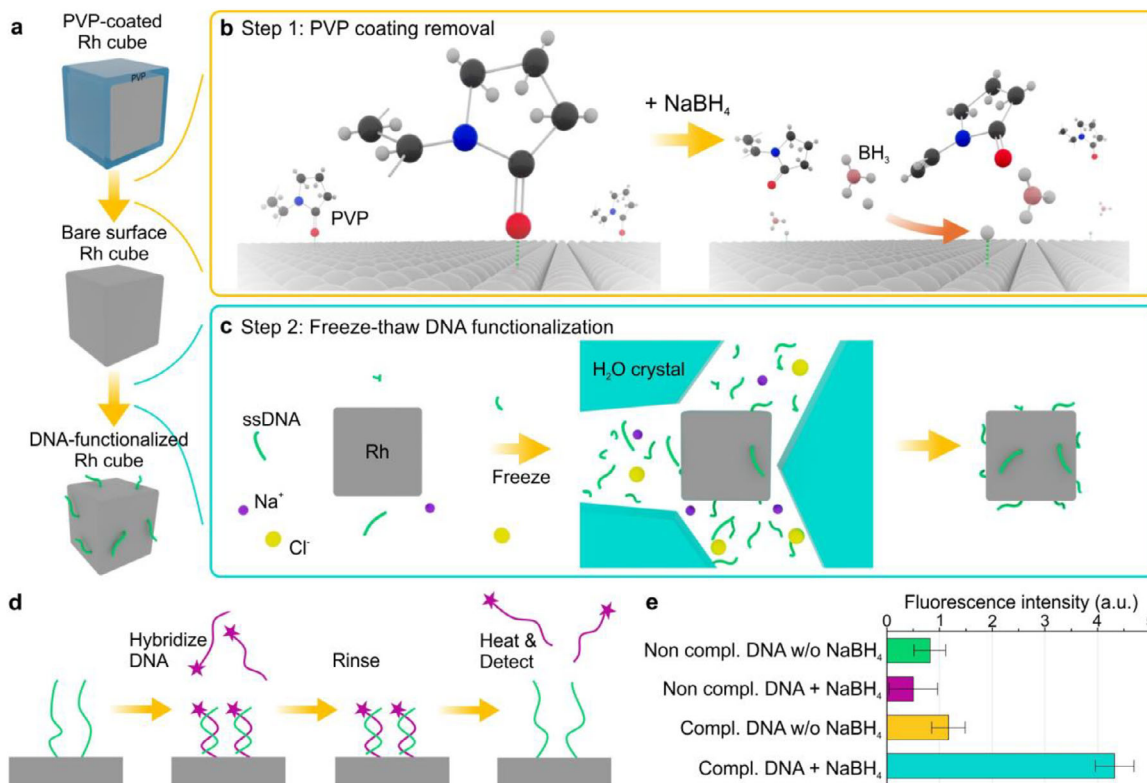 a
PVP-coated
Rh cube
PVP
Bare surface
Rh cube
DNA-functionalized
Rh cube
b Step 1: PVP coating removal
PVP
+ NaBH₄
BH₃
c Step 2: Freeze-thaw DNA functionalization
ssDNA
Na⁺
Cl⁻
Rh
Freeze
H₂O crystal
d
Hybridize
DNA
Rinse
Heat &
Detect
e
Fluorescence intensity (a.u.)
0 1 2 3 4
Non compl. DNA w/o NaBH₄
Non compl. DNA + NaBH₄
Compl. DNA w/o NaBH₄
Compl. DNA + NaBH₄